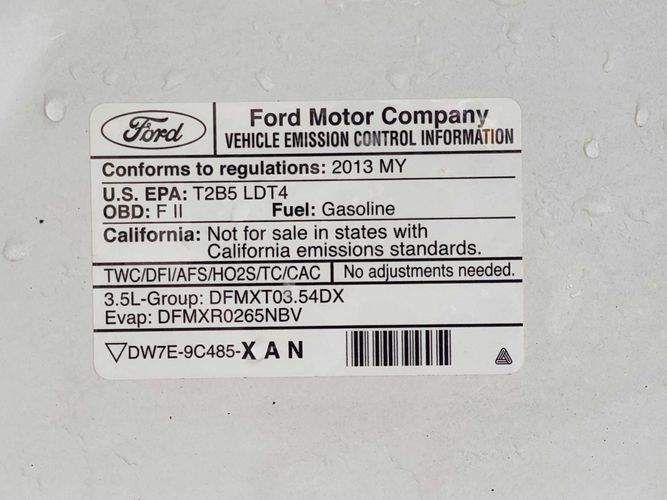 Ford
Ford Motor Company
VEHICLE EMISSION CONTROL INFORMATION
Conforms to regulations: 2013 MY
U.S. EPA: T2B5 LDT4
OBD: F II Fuel: Gasoline
California: Not for sale in states with
California emissions standards.
TWC/DFI/AFS/HO2S/TC/CAC No adjustments needed.
3.5L-Group: DFMXT03.54DX
Evap: DFMXR0265NBV
DW7E-9C485-XAN